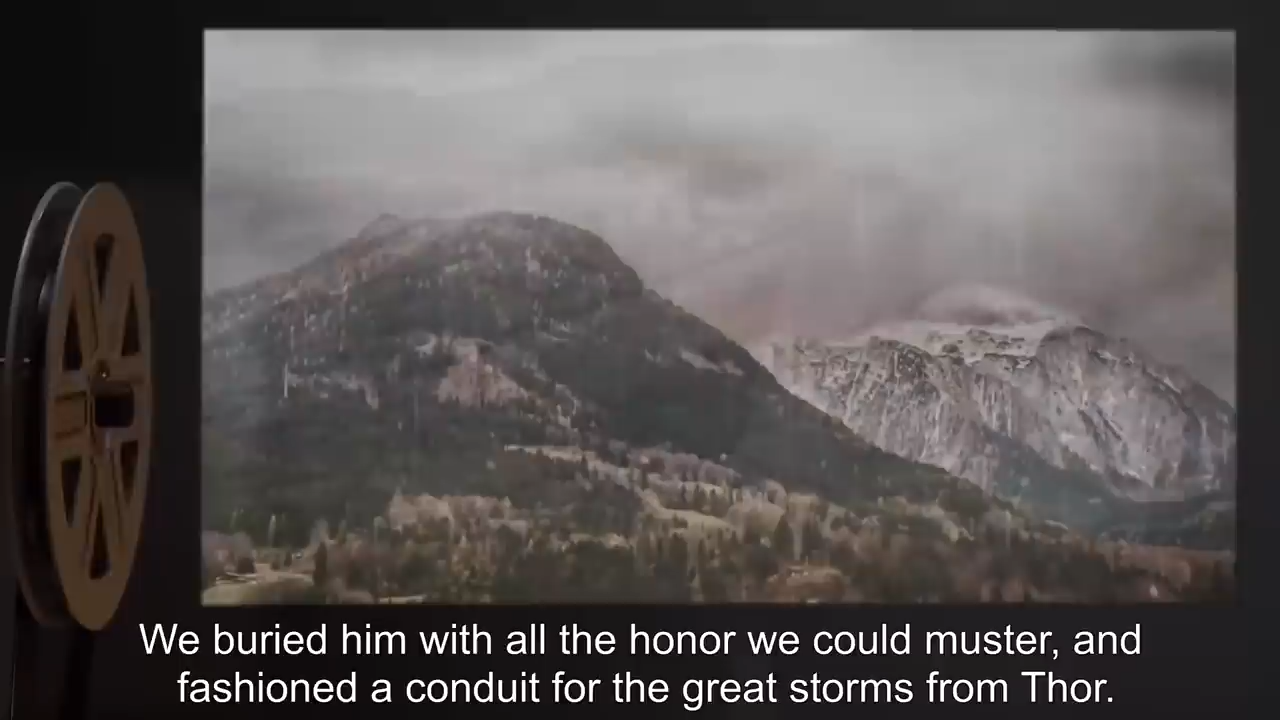 We buried him with all the honor we could muster, and
fashioned a conduit for the great storms from Thor.